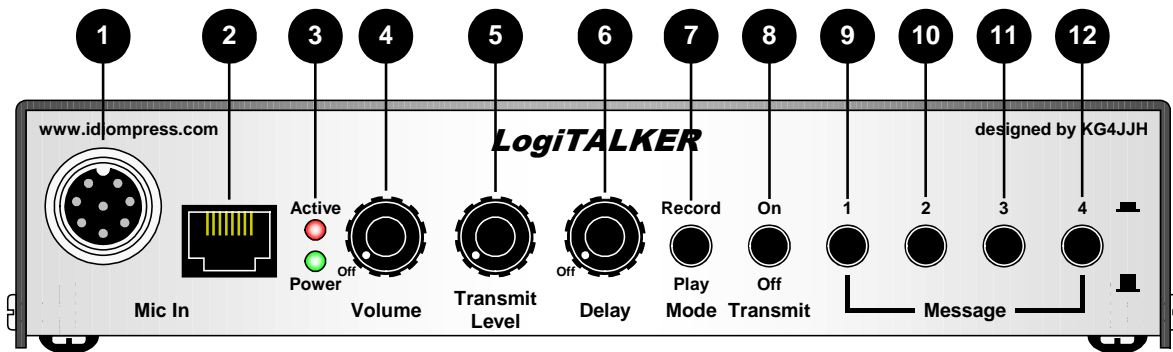 1 2 3 4 5 6 7 8 9 10 11 12
www.idiompress.com LogiTALKER designed by KG4JJH
Active Record On 1 2 3 4
Off Off
Power Play Off
Mic In Volume Transmit Level Delay Mode Transmit Message